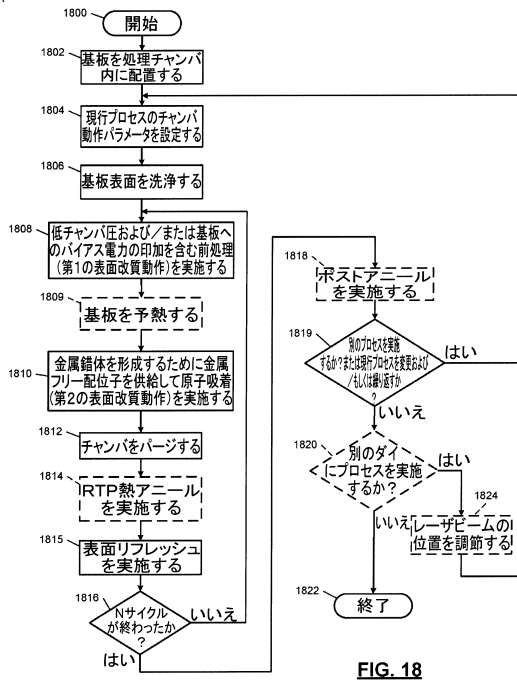 1800
開始
1802
基板を処理チャンバ
内に配置する
1804
現行プロセスのチャンバ
動作パラメータを設定する
1806
基板表面を洗浄する
1808
低チャンバ圧および/または基板へ
のバイアス電力の印加を含む前処理
(第1の表面改質動作)を実施する
1809
基板を予熱する
1810
金属錯体を形成するために金属
フリー配位子を供給して原子吸着
(第2の表面改質動作)を実施する
1812
チャンバをパージする
1814
RTP熱アニール
を実施する
1815
表面リフレッシュ
を実施する
1816
Nサイクル
が終わったか
?
いいえ
はい
1818
ポストアニール
を実施する
1819
別のプロセスを実施
するか?または現行プロセスを変更および
/もしくは繰り返すか
?
はい
いいえ
1820
別のダイ
にプロセスを実施
するか?
はい
いいえ
1824
レーザビームの
位置を調節する
1822
終了
FIG. 18